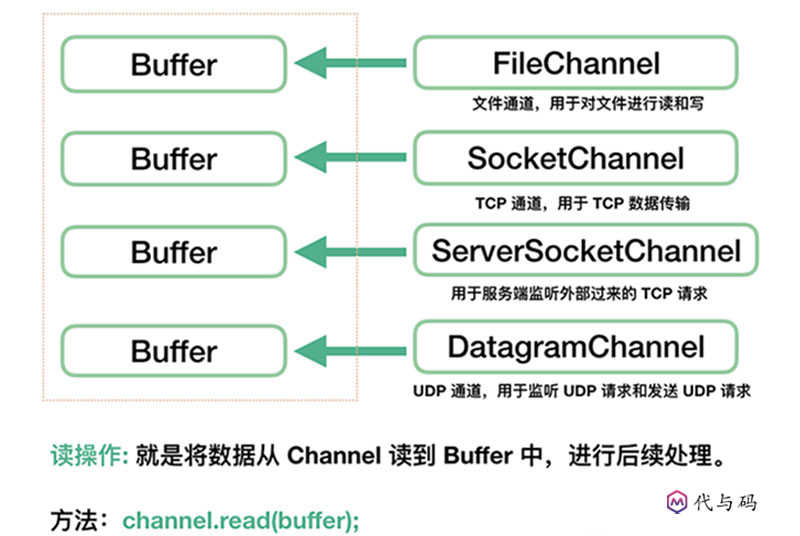 Buffer
FileChannel
文件通道，用于对文件进行读和写
Buffer
SocketChannel
TCP 通道，用于 TCP 数据传输
Buffer
ServerSocketChannel
用于服务端监听外部过来的 TCP 请求
Buffer
DatagramChannel
UDP 通道，用于监听 UDP 请求和发送 UDP 请求
读操作: 就是将数据从 Channel 读到 Buffer 中，进行后续处理。
代与码
方法：channel.read(buffer);